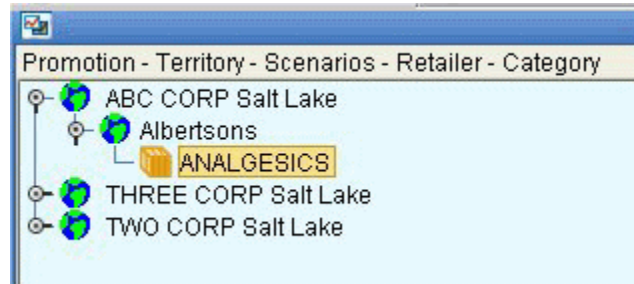 Promotion - Territory - Scenarios - Retailer - Category
ABC CORP Salt Lake
Albertsons
ANALGESICS
THREE CORP Salt Lake
TWO CORP Salt Lake